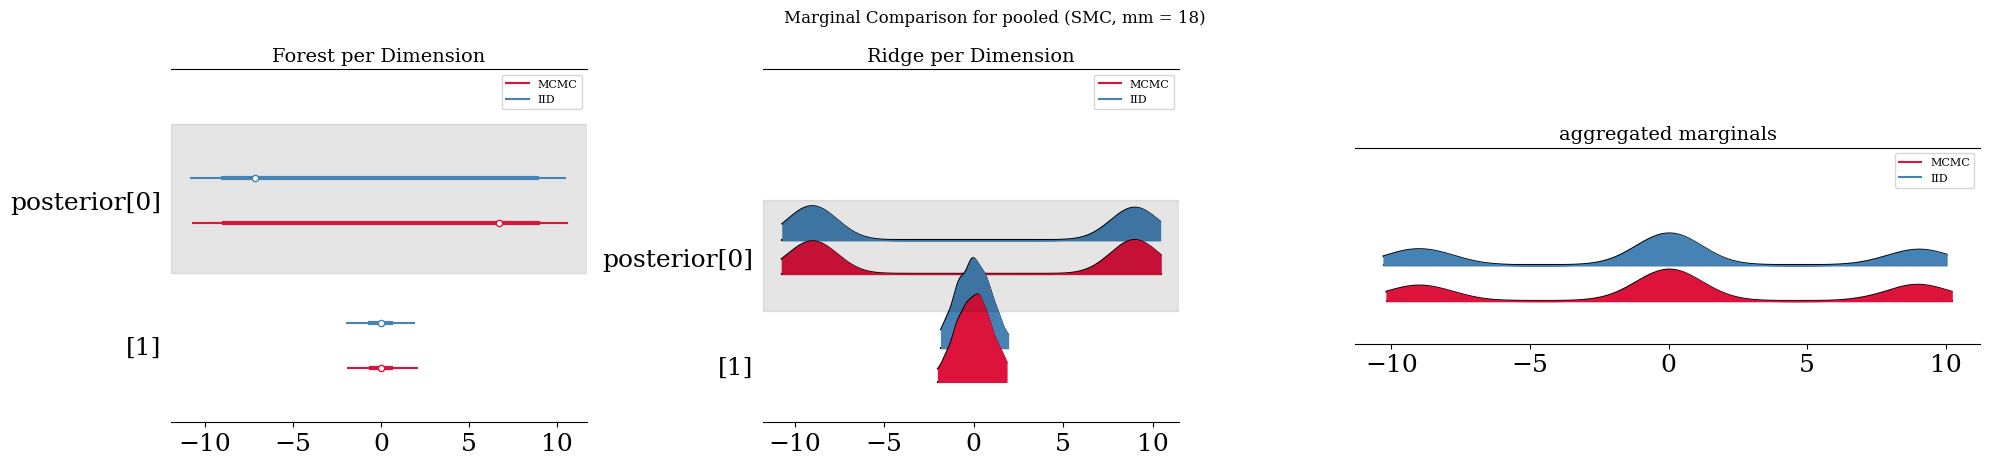 Marginal Comparison for pooled (SMC, mm = 18)
Forest per Dimension
MCMC
IID
posterior[0]
[1]
−10 −5 0 5 10
Ridge per Dimension
MCMC
IID
posterior[0]
[1]
−10 −5 0 5 10
aggregated marginals
MCMC
IID
−10 −5 0 5 10